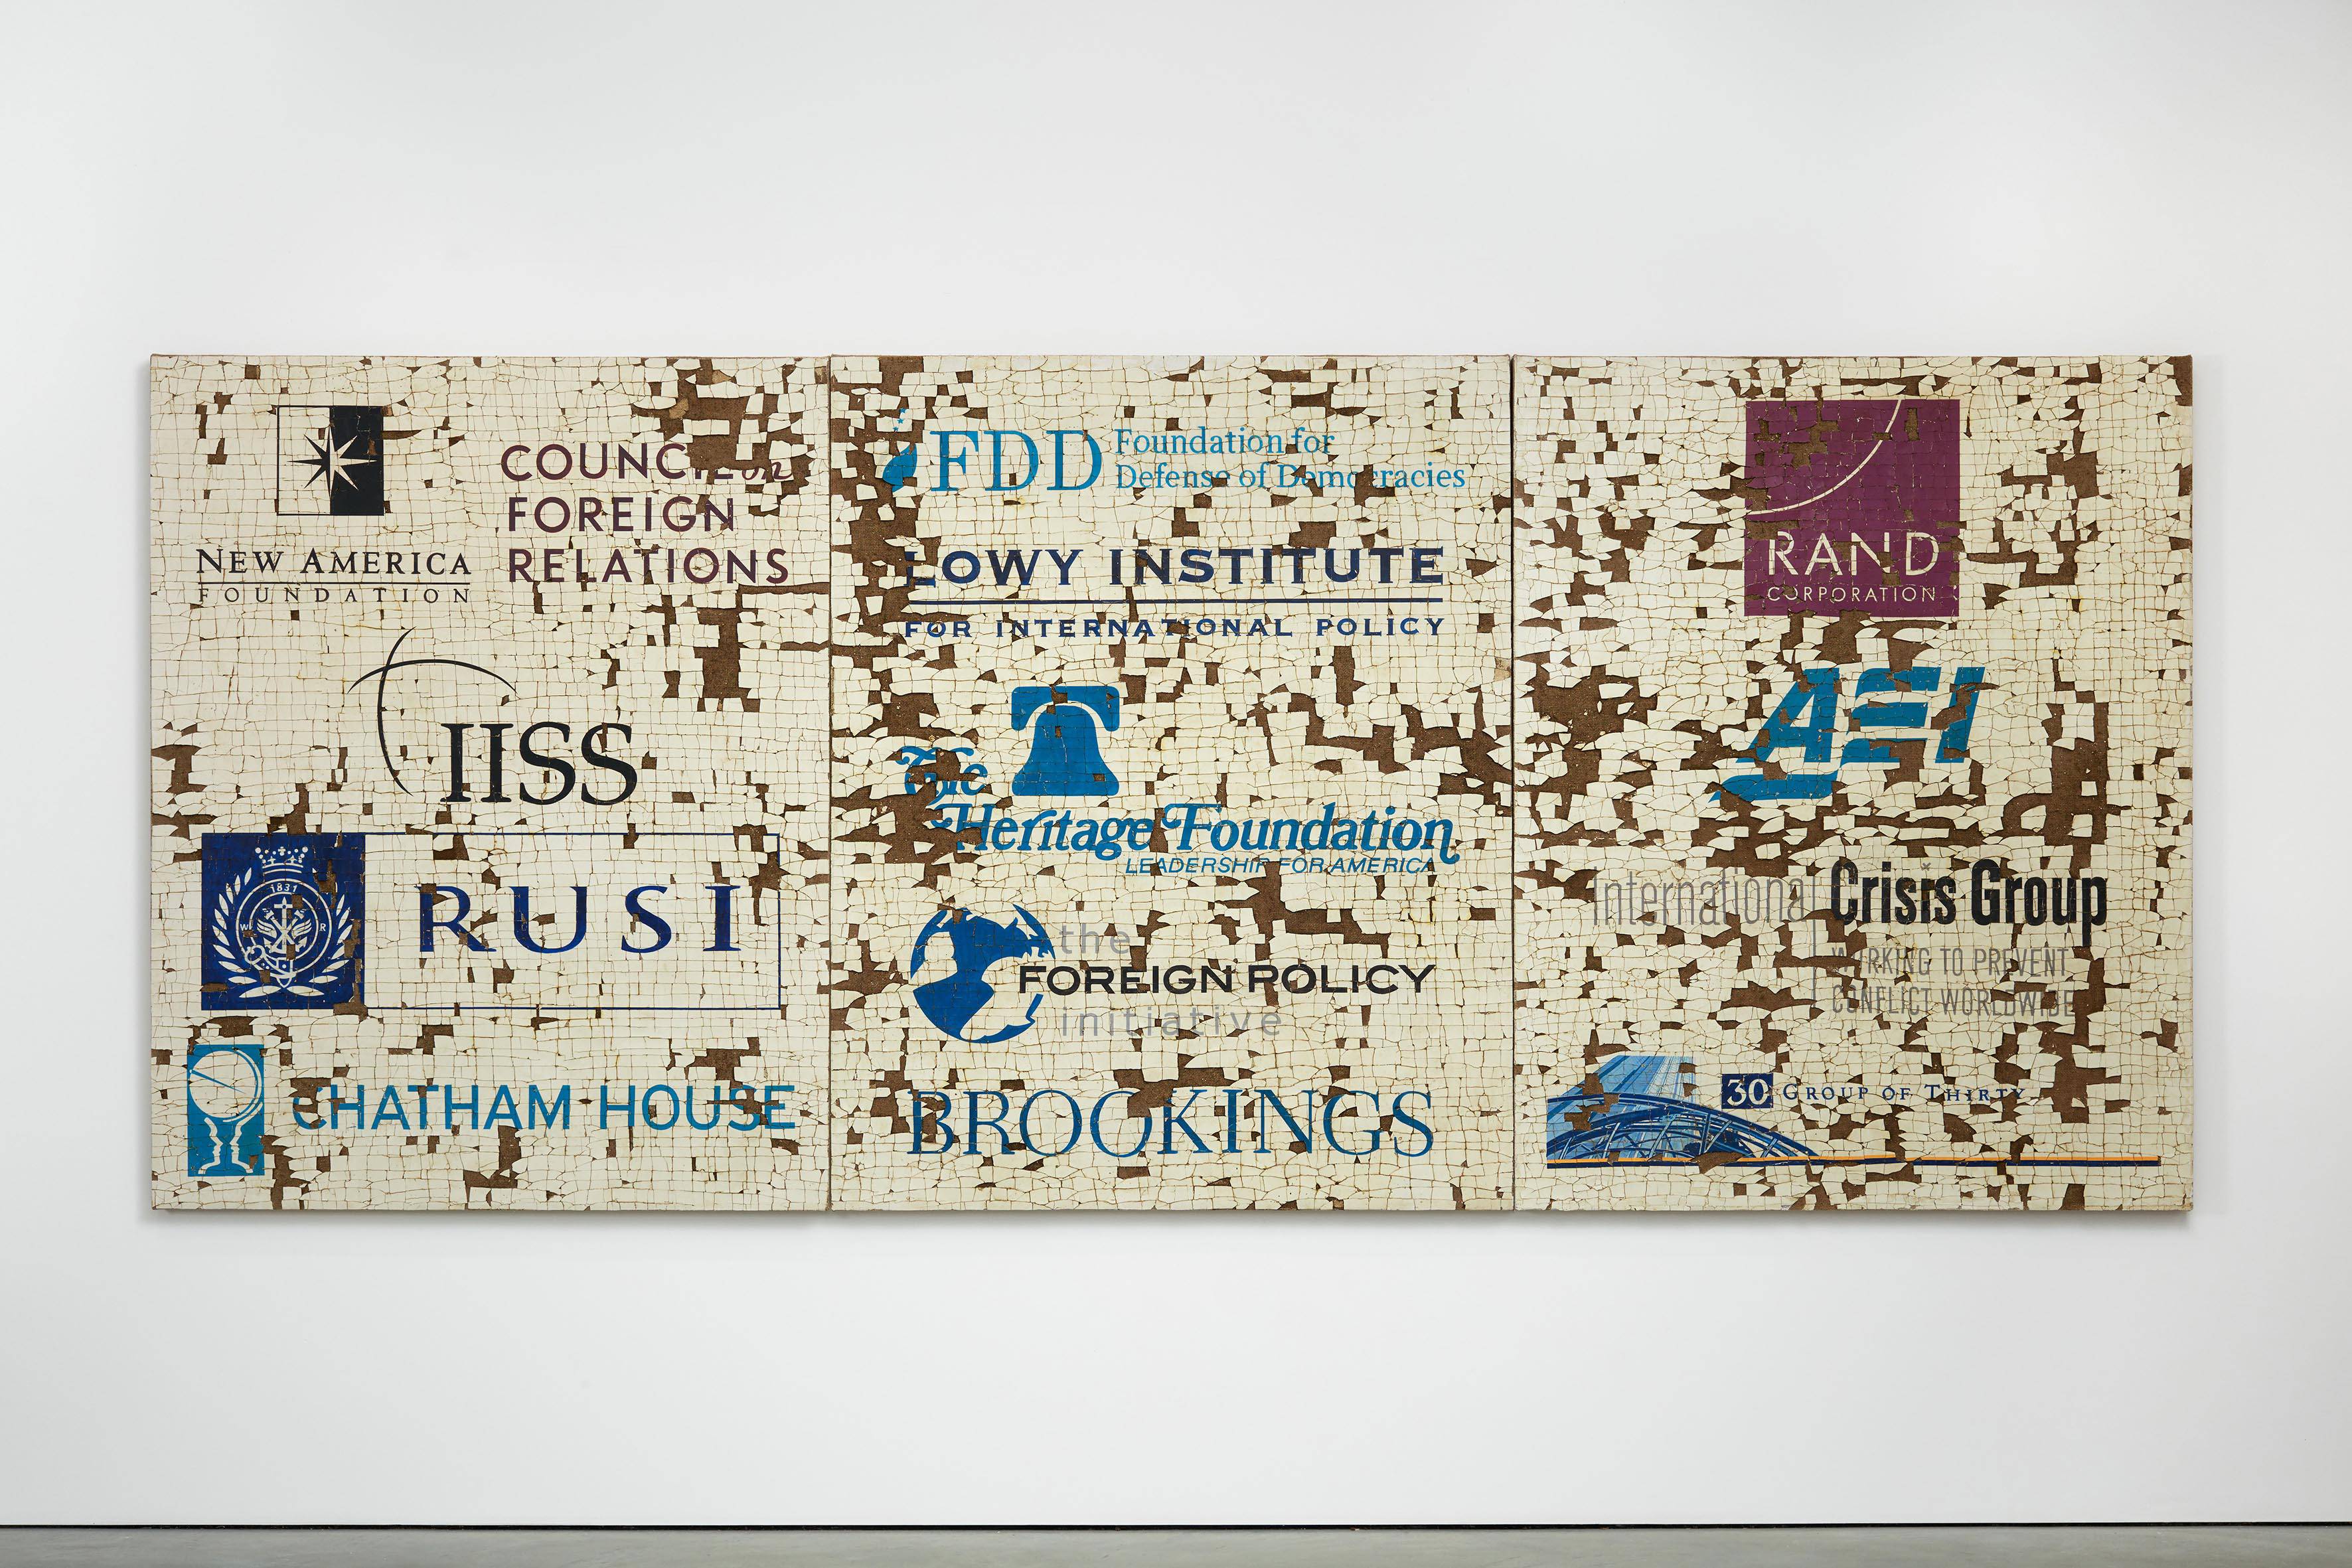 NEW AMERICA
FOUNDATION
COUNCIL on
FOREIGN
RELATIONS
IISS
1831
W R
RUSI
CHATHAM HOUSE
FDD Foundation for
Defense of Democracies
LOWY INSTITUTE
FOR INTERNATIONAL POLICY
The
Heritage Foundation
LEADERSHIP FOR AMERICA
the
FOREIGN POLICY
initiative
BROOKINGS
RAND
CORPORATION
AEI
International Crisis Group
WORKING TO PREVENT
CONFLICT WORLDWIDE
30 GROUP OF THIRTY